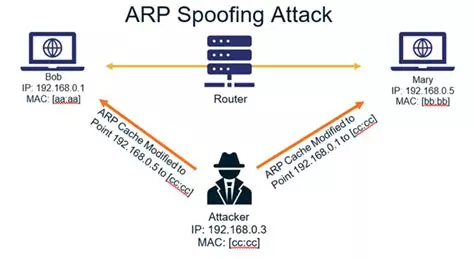 ARP Spoofing Attack
Bob
IP: 192.168.0.1
MAC: [aa:aa]
Router
Mary
IP: 192.168.0.5
MAC: [bb:bb]
ARP Cache Modified to
Point 192.168.0.5 to [cc:cc]
ARP Cache Modified to
Point 192.168.0.1 to [cc:cc]
Attacker
IP: 192.168.0.3
MAC: [cc:cc]